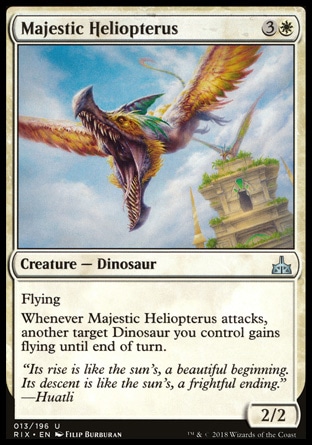 Majestic Heliopterus 3
Creature — Dinosaur
Flying
Whenever Majestic Heliopterus attacks,
another target Dinosaur you control gains
flying until end of turn.
"Its rise is like the sun's, a beautiful beginning.
Its descent is like the sun's, a frightful ending."
—Huatli
2/2
013/196 U
RIX • EN Filip Burburan
™ & © 2018 Wizards of the Coast